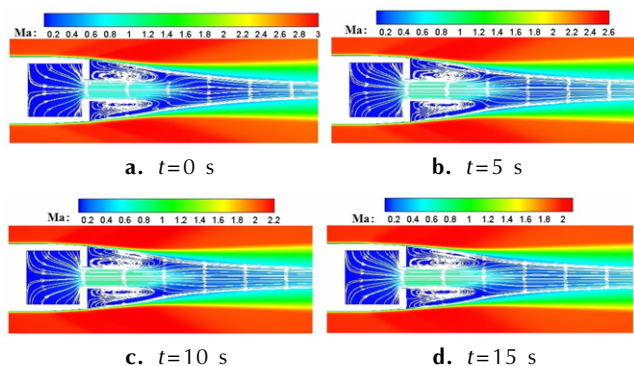 Ma: 0.2 0.4 0.6 0.8 1 1.2 1.4 1.6 1.8 2 2.2 2.4 2.6 2.8 3
Ma: 0.2 0.4 0.6 0.8 1 1.2 1.4 1.6 1.8 2 2.2 2.4 2.6
a. t=0 s
b. t=5 s
Ma: 0.2 0.4 0.6 0.8 1 1.2 1.4 1.6 1.8 2 2.2
Ma: 0.2 0.4 0.6 0.8 1 1.2 1.4 1.6 1.8 2
c. t=10 s
d. t=15 s